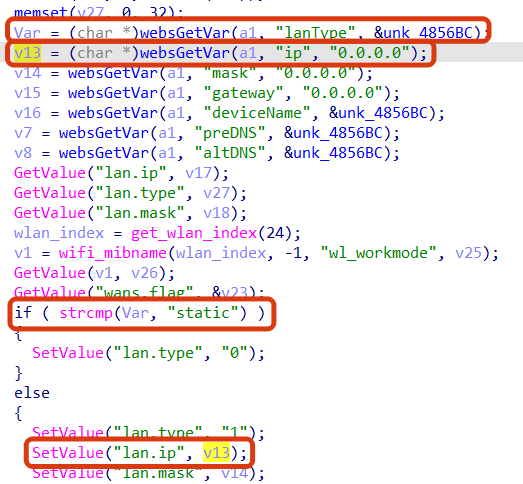 memset(v27, 0, 32);
Var = (char *)websGetVar(a1, "lanType", &unk_4856BC);
v13 = (char *)websGetVar(a1, "ip", "0.0.0.0");
v14 = websGetVar(a1, "mask", "0.0.0.0");
v15 = websGetVar(a1, "gateway", "0.0.0.0");
v16 = websGetVar(a1, "deviceName", &unk_4856BC);
v7 = websGetVar(a1, "preDNS", &unk_4856BC);
v8 = websGetVar(a1, "altDNS", &unk_4856BC);
GetValue("lan.ip", v17);
GetValue("lan.type", v27);
GetValue("lan.mask", v18);
wlan_index = get_wlan_index(24);
v1 = wifi_mibname(wlan_index, -1, "wl_workmode", v25);
GetValue(v1, v26);
GetValue("wans.flag", &v23);
if ( strcmp(Var, "static") )
{
SetValue("lan.type", "0");
}
else
{
SetValue("lan.type", "1");
SetValue("lan.ip", v13);
SetValue("lan.mask", v14);